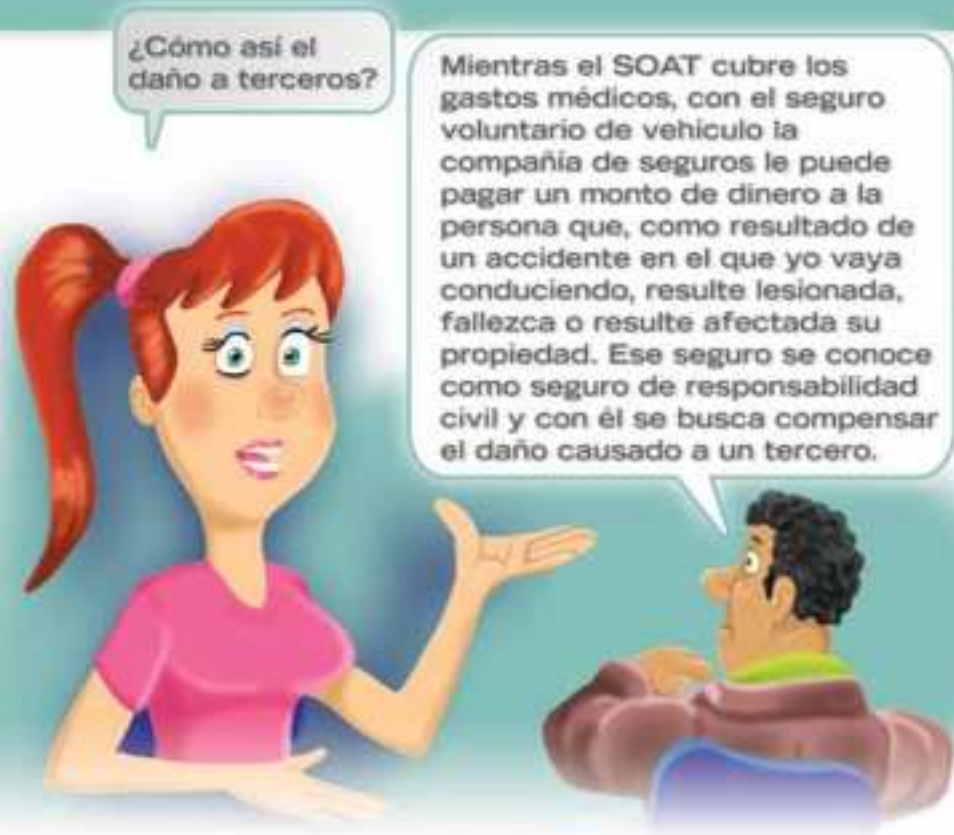 ¿Cómo así el
daño a terceros?
Mientras el SOAT cubre los
gastos médicos, con el seguro
voluntario de vehículo la
compañía de seguros le puede
pagar un monto de dinero a la
persona que, como resultado de
un accidente en el que yo vaya
conduciendo, resulte lesionada,
fallezca o resulte afectada su
propiedad. Ese seguro se conoce
como seguro de responsabilidad
civil y con él se busca compensar
el daño causado a un tercero.